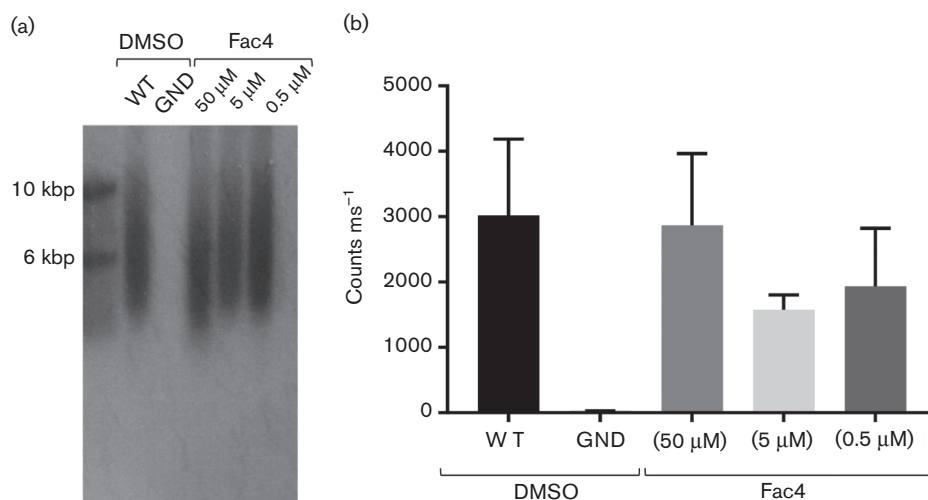 (a)
DMSO Fac4
WT GND 50 µM 5 µM 0.5 µM
10 kbp
6 kbp
(b)
5000
4000
3000
2000
1000
0
Counts ms⁻¹
W T GND (50 µM) (5 µM) (0.5 µM)
DMSO Fac4